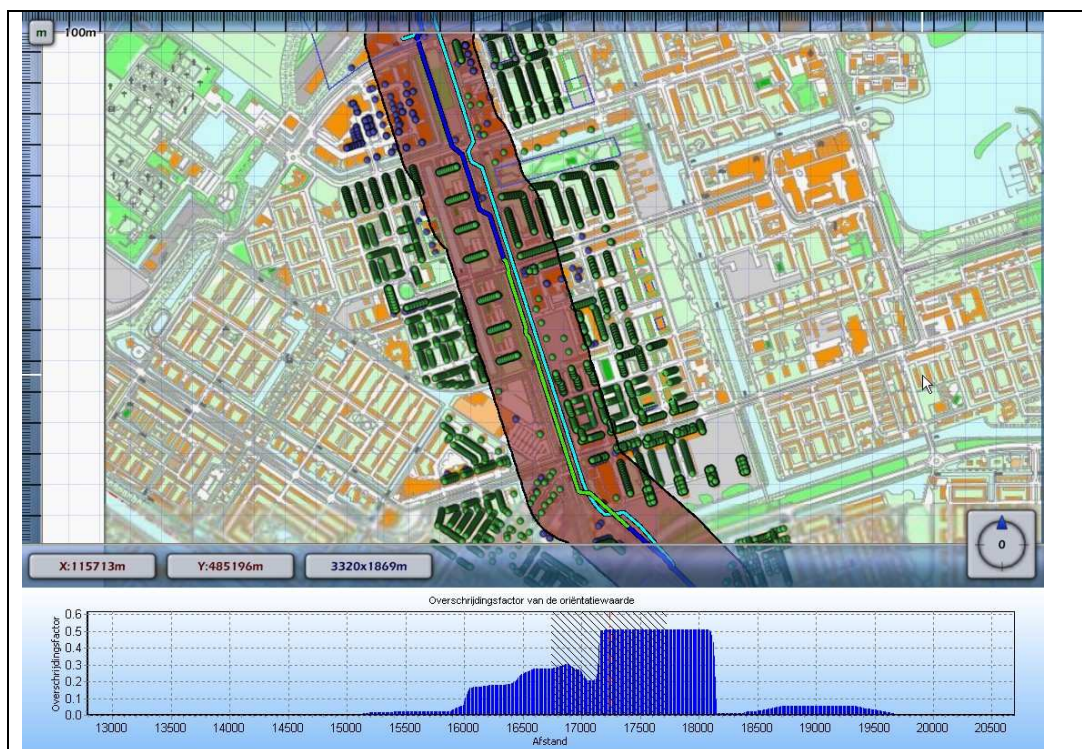 m
100m
X:115713m Y:485196m 3320x1869m
0
Overschrijdingsfactor van de oriëntatiewaarde
Overschrijdingsfactor
0.6
0.5
0.4
0.3
0.2
0.1
0.0
13000 13500 14000 14500 15000 15500 16000 16500 17000 17500 18000 18500 19000 19500 20000 20500
Afstand